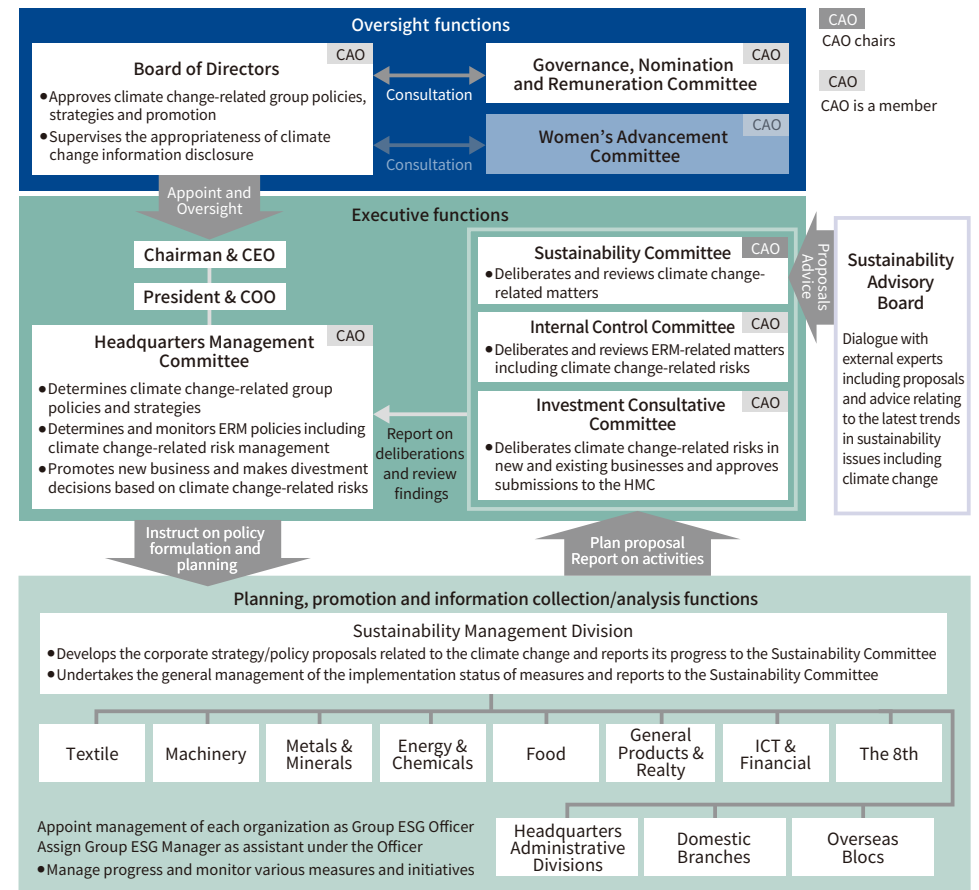 Oversight functions
CAO
Board of Directors
●Approves climate change-related group policies,
strategies and promotion
●Supervises the appropriateness of climate
change information disclosure
Consultation
CAO
Governance, Nomination
and Remuneration Committee
Consultation
CAO
Women's Advancement
Committee
CAO
CAO chairs
CAO
CAO is a member
Appoint and
Oversight
Executive functions
Chairman & CEO
President & COO
CAO
Headquarters Management
Committee
●Determines climate change-related group
policies and strategies
●Determines and monitors ERM policies including
climate change-related risk management
●Promotes new business and makes divestment
decisions based on climate change-related risks
Report on
deliberations
and review
findings
CAO
Sustainability Committee
●Deliberates and reviews climate change-
related matters
CAO
Internal Control Committee
●Deliberates and reviews ERM-related matters
including climate change-related risks
CAO
Investment Consultative
Committee
●Deliberates climate change-related risks in
new and existing businesses and approves
submissions to the HMC
Proposals
Advice
Sustainability
Advisory
Board
Dialogue with
external experts
including proposals
and advice relating
to the latest trends
in sustainability
issues including
climate change
Instruct on policy
formulation and
planning
Plan proposal
Report on activities
Planning, promotion and information collection/analysis functions
Sustainability Management Division
●Develops the corporate strategy/policy proposals related to the climate change and reports its progress to the Sustainability Committee
●Undertakes the general management of the implementation status of measures and reports to the Sustainability Committee
Textile
Machinery
Metals &
Minerals
Energy &
Chemicals
Food
General
Products &
Realty
ICT &
Financial
The 8th
Appoint management of each organization as Group ESG Officer
Assign Group ESG Manager as assistant under the Officer
●Manage progress and monitor various measures and initiatives
Headquarters
Administrative
Divisions
Domestic
Branches
Overseas
Blocs